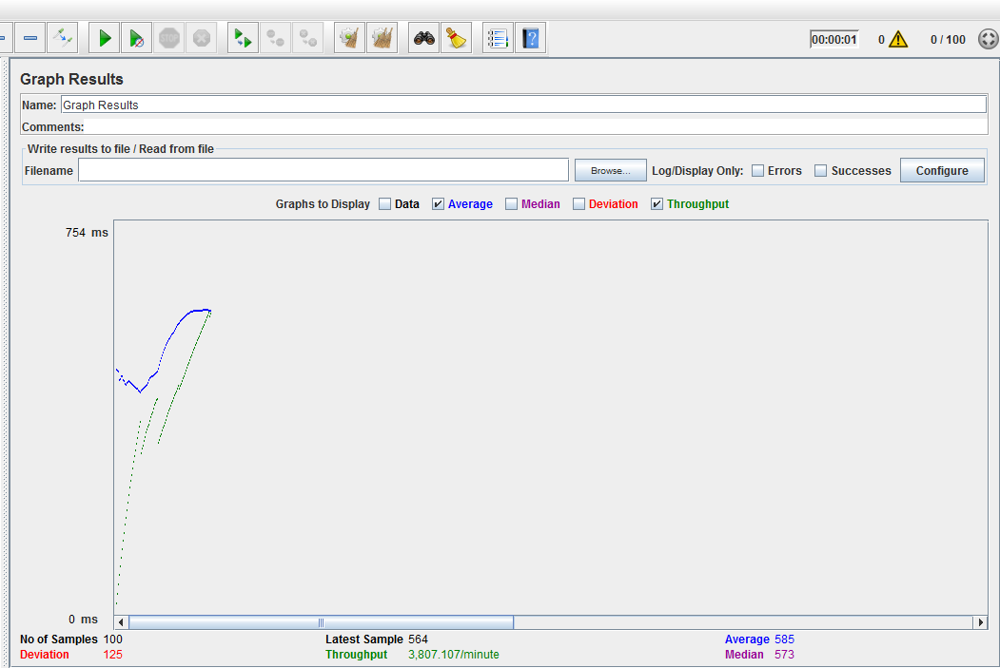 STOP
00:00:01 0 0 / 100
Graph Results
Name: Graph Results
Comments:
Write results to file / Read from file
Filename Browse... Log/Display Only: Errors Successes Configure
Graphs to Display Data Average Median Deviation Throughput
754 ms
0 ms
No of Samples 100 Latest Sample 564 Average 585
Deviation 125 Throughput 3,807.107/minute Median 573